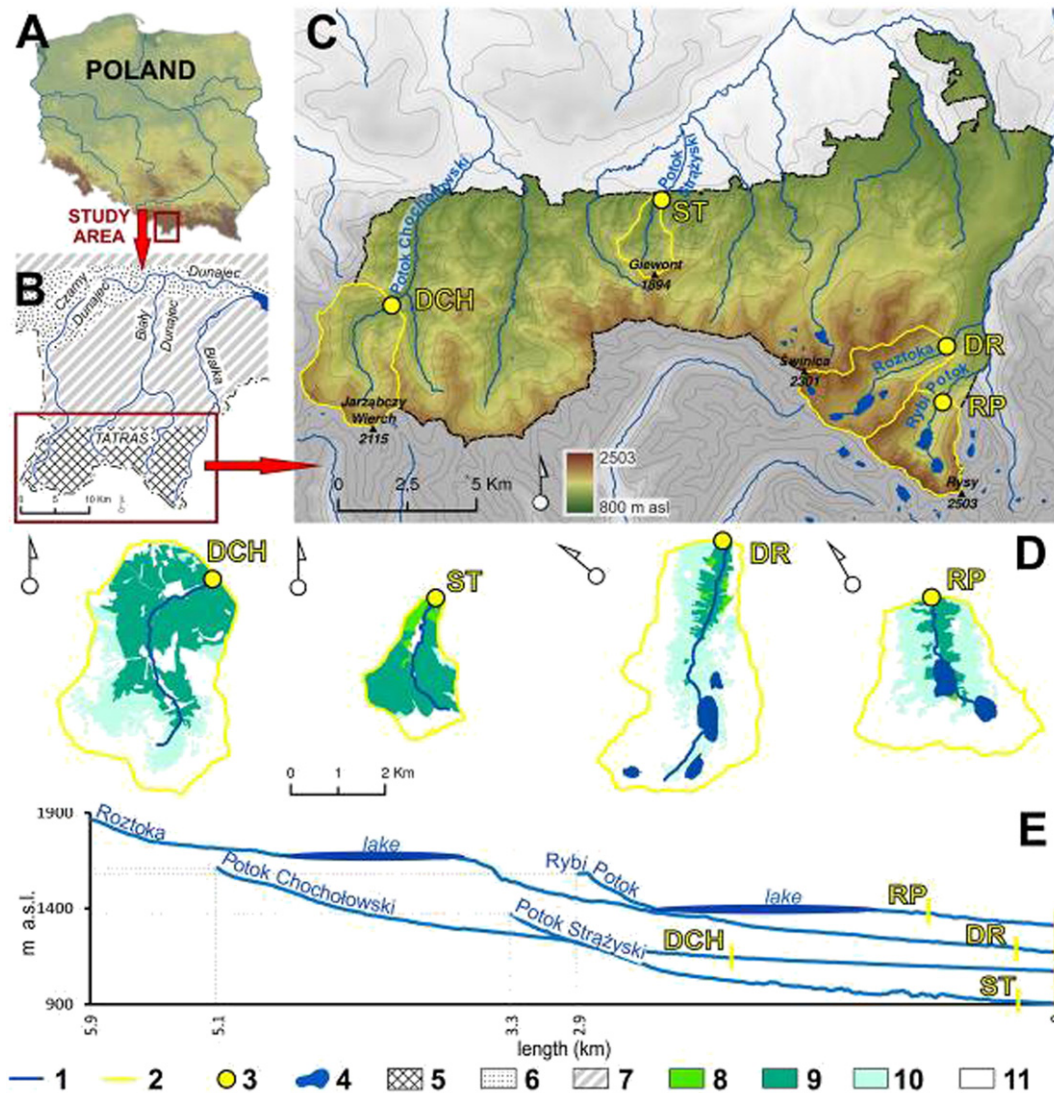 A
POLAND
STUDY
AREA
B
Czarny
Dunajec
Dunajec
Biały
Dunajec
Białka
TATRAS
0 5 10 Km
C
Potok Chochołowski
Potok
Strążyski
ST
Giewont
1894
DCH
Jarząbczy
Wierch
2115
Świnica
2301
Roztoka
DR
Rybi Potok
RP
Rysy
2503
0 2.5 5 Km
2503
800 m asl
D
DCH
ST
DR
RP
0 1 2 Km
E
1900
1400
900
m a.s.l.
Roztoka
lake
Potok Chochołowski
Rybi Potok
Potok Strążyski
lake
RP
DCH
DR
ST
5.9
5.1
3.3
2.9
0
length (km)
1 2 3 4 5 6 7 8 9 10 11